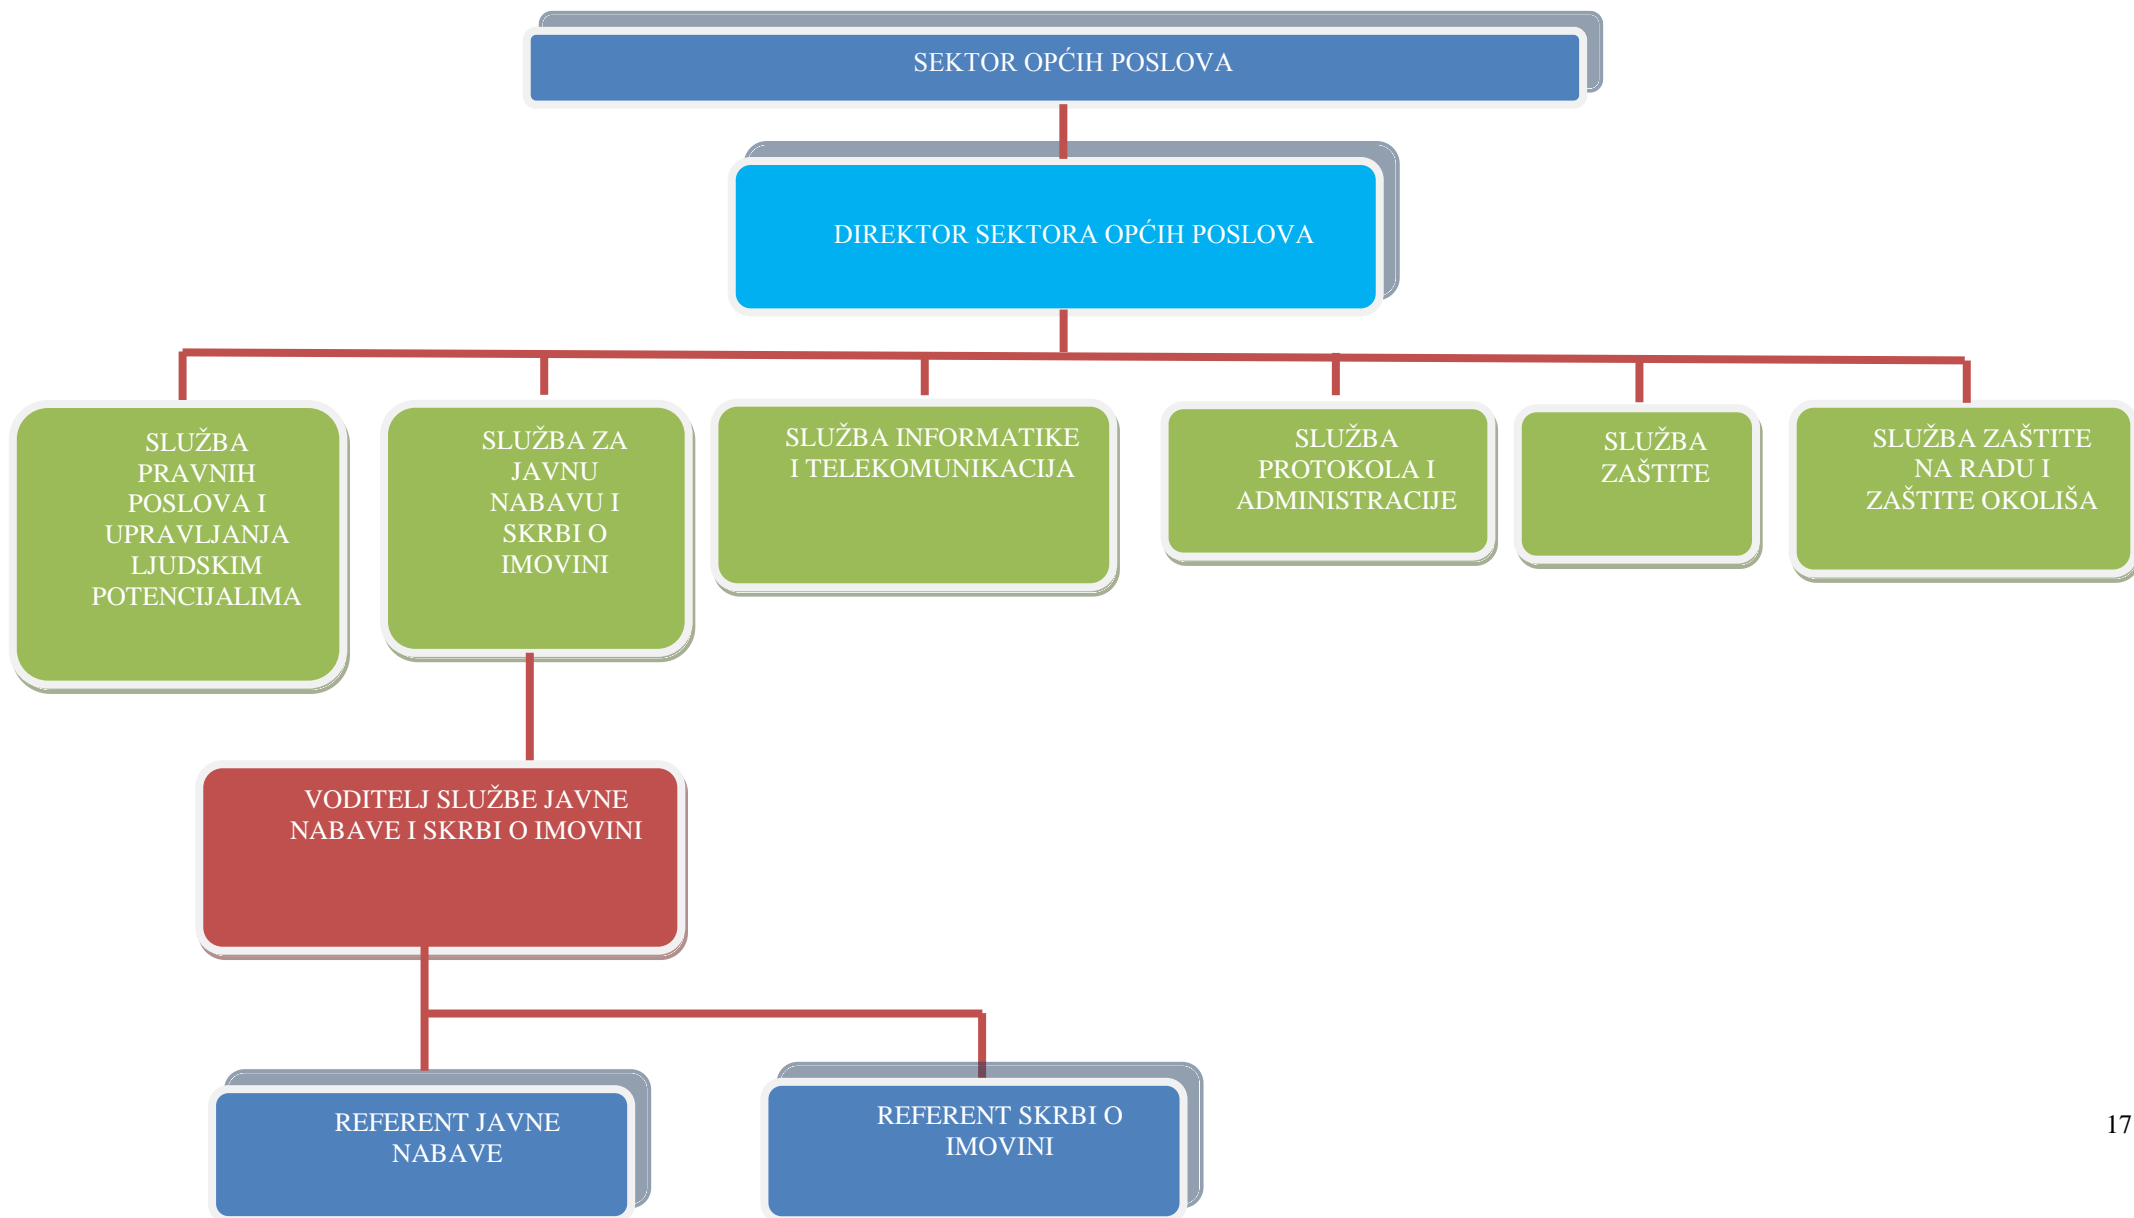 SEKTOR OPĆIH POSLOVA
DIREKTOR SEKTORA OPĆIH POSLOVA
SLUŽBA
PRAVNIH
POSLOVA I
UPRAVLJANJA
LJUDSKIM
POTENCIJALIMA
SLUŽBA ZA
JAVNU
NABAVU I
SKRBI O
IMOVINI
SLUŽBA INFORMATIKE
I TELEKOMUNIKACIJA
SLUŽBA
PROTOKOLA I
ADMINISTRACIJE
SLUŽBA
ZAŠTITE
SLUŽBA ZAŠTITE
NA RADU I
ZAŠTITE OKOLIŠA
VODITELJ SLUŽBE JAVNE
NABAVE I SKRBI O IMOVINI
REFERENT JAVNE
NABAVE
REFERENT SKRBI O
IMOVINI
17